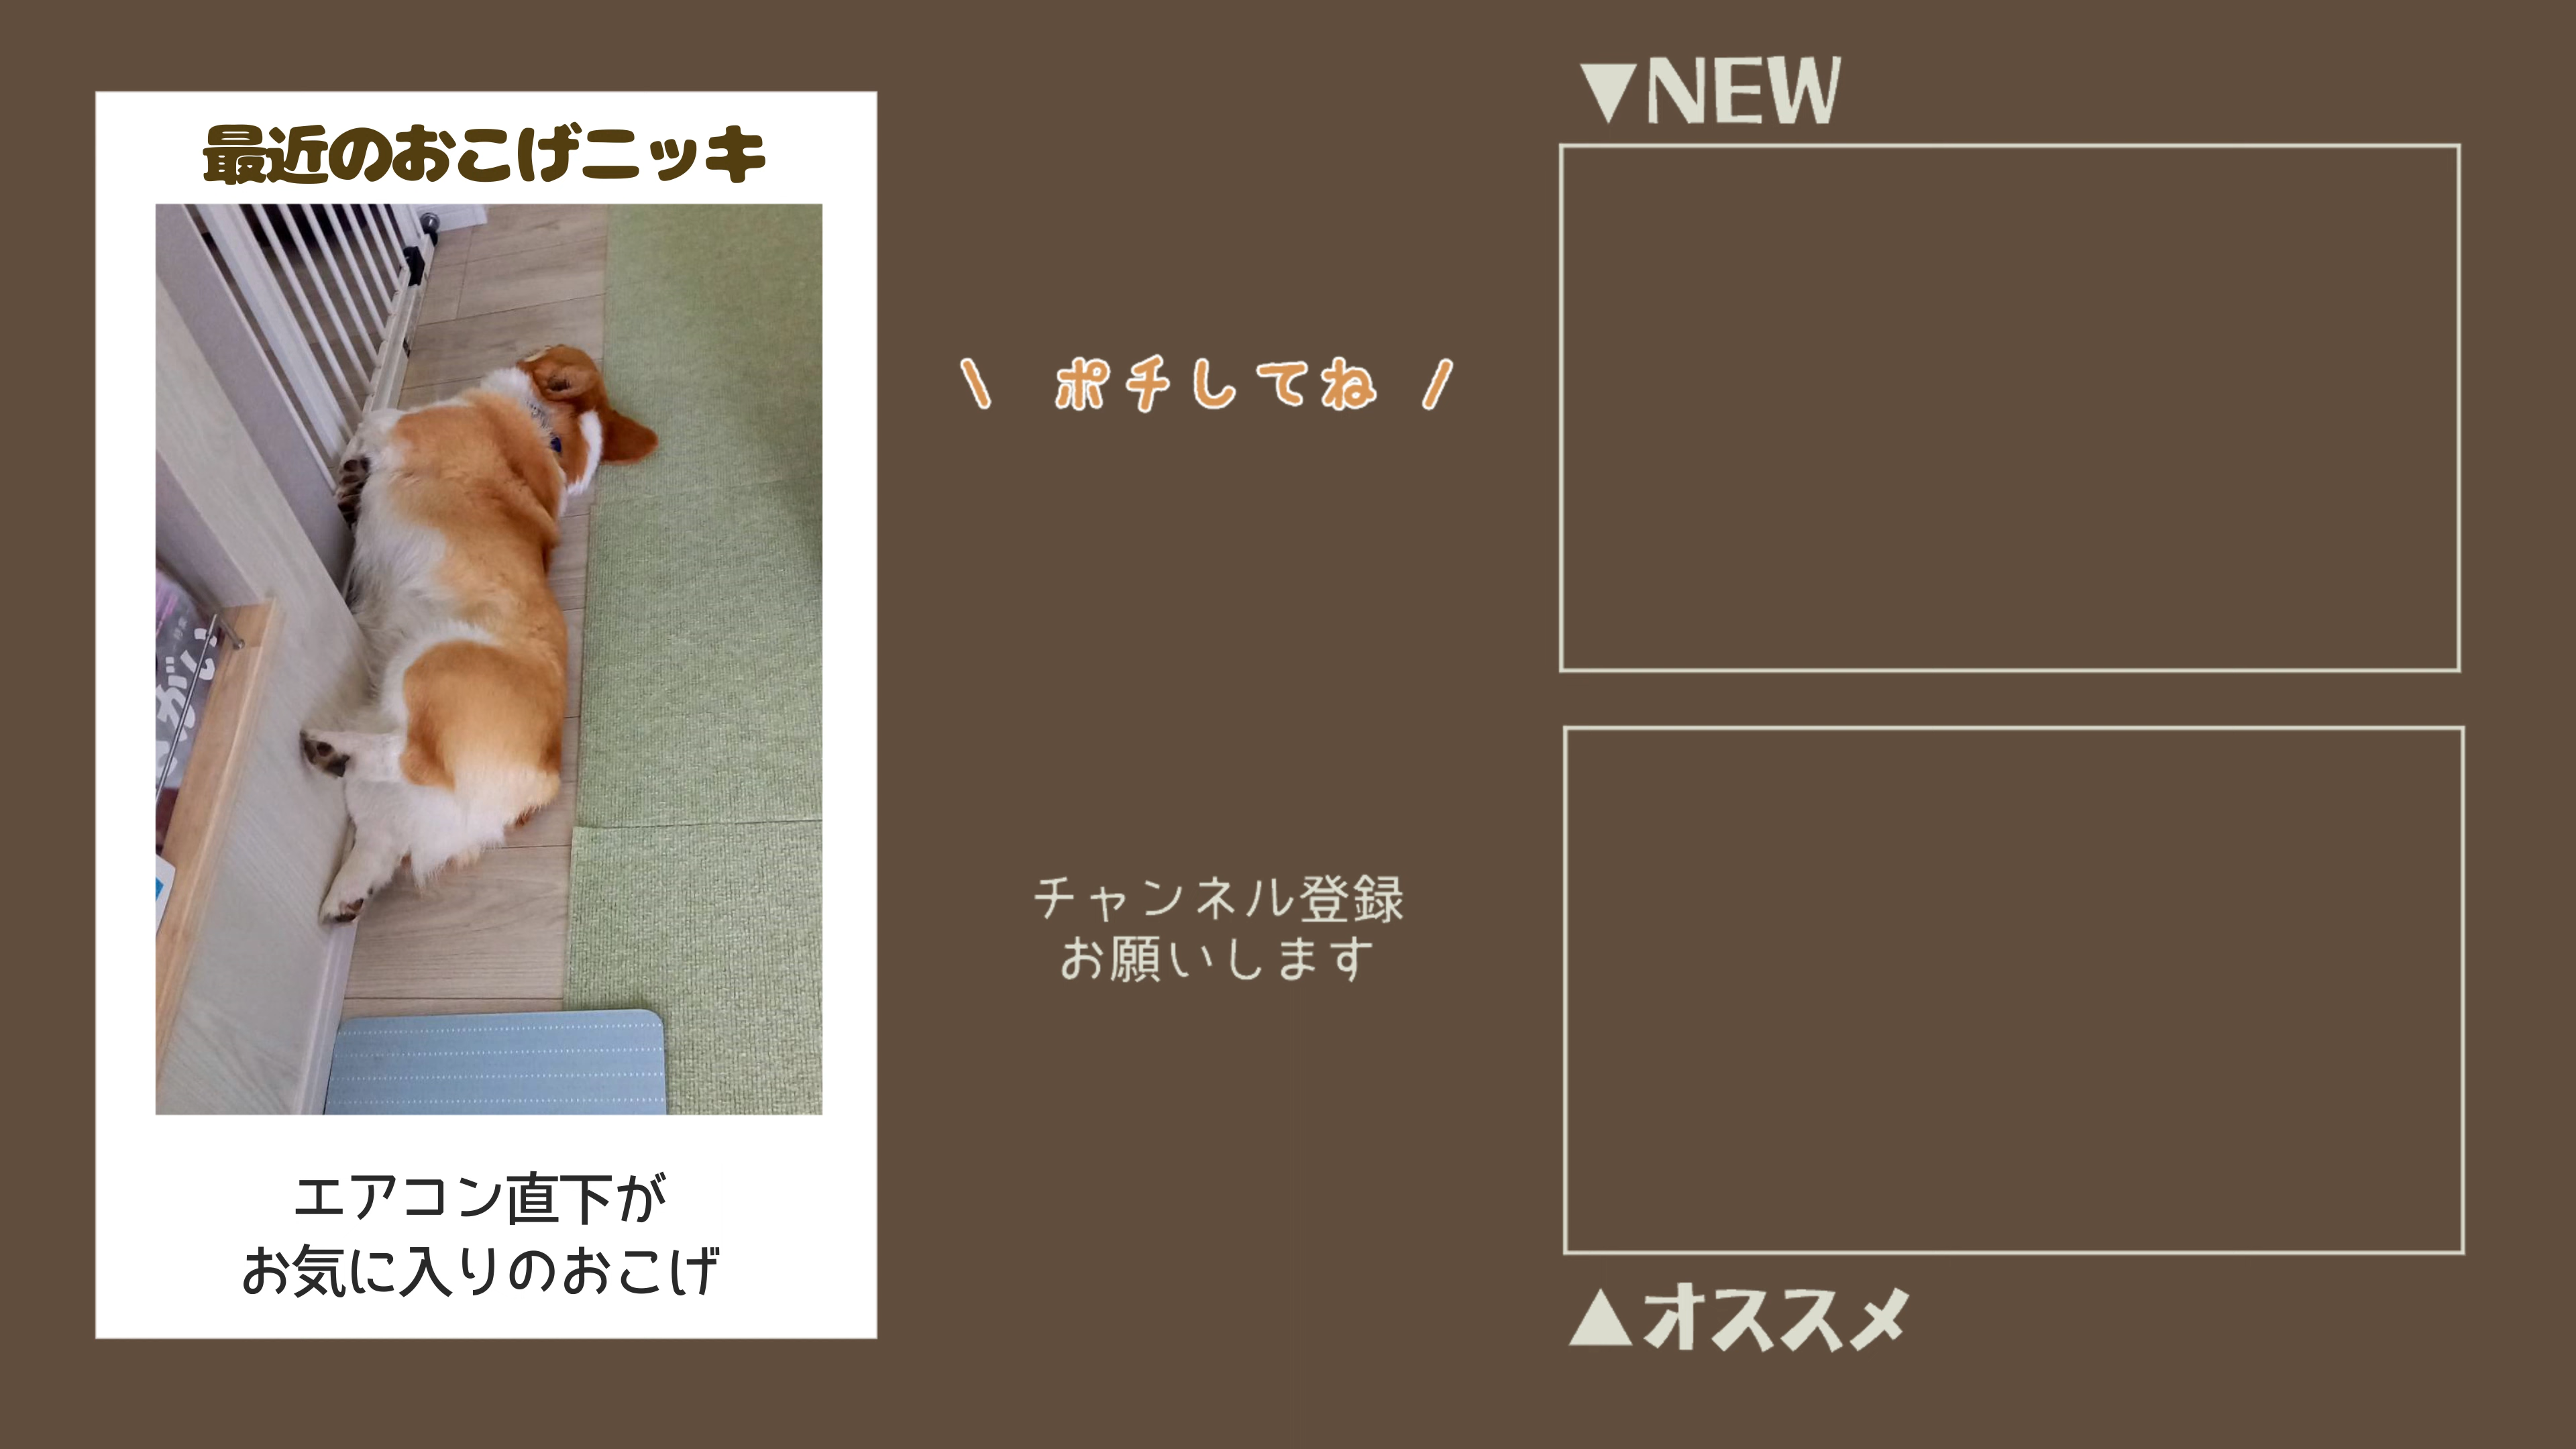 最近のおこげニッキ
エアコン直下が
お気に入りのおこげ
\ ポチしてね /
チャンネル登録
お願いします
▼NEW
▲オススメ